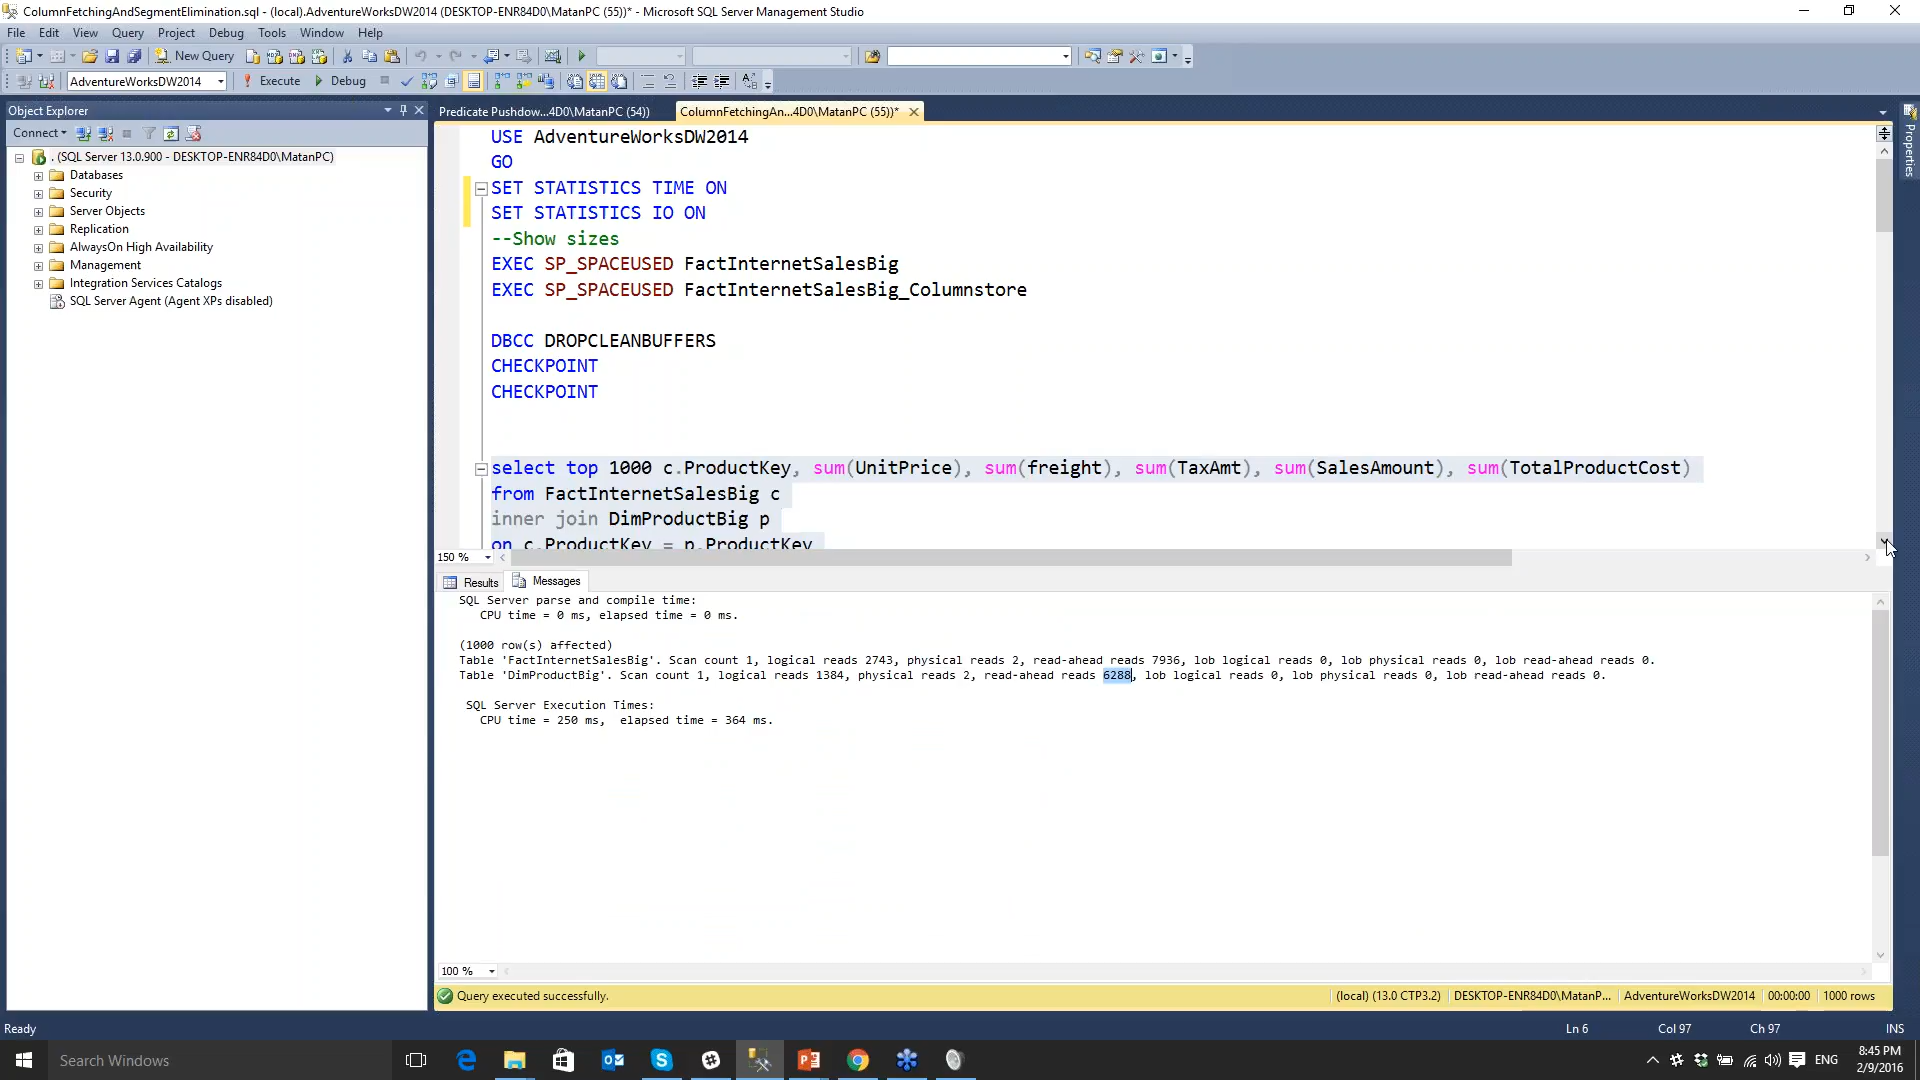 ColumnFetchingAndSegmentElimination.sql - (local).AdventureWorksDW2014 (DESKTOP-ENR84D0\MatanPC (55))* - Microsoft SQL Server Management Studio
File Edit View Query Project Debug Tools Window Help
New Query
AdventureWorksDW2014 Execute Debug
Object Explorer
Connect
. (SQL Server 13.0.900 - DESKTOP-ENR84D0\MatanPC)
Databases
Security
Server Objects
Replication
AlwaysOn High Availability
Management
Integration Services Catalogs
SQL Server Agent (Agent XPs disabled)
Predicate Pushdow...4D0\MatanPC (54)) ColumnFetchingAn...4D0\MatanPC (55))*
Properties
USE AdventureWorksDW2014
GO
SET STATISTICS TIME ON
SET STATISTICS IO ON
--Show sizes
EXEC SP_SPACEUSED FactInternetSalesBig
EXEC SP_SPACEUSED FactInternetSalesBig_Columnstore
DBCC DROPCLEANBUFFERS
CHECKPOINT
CHECKPOINT
select top 1000 c.ProductKey, sum(UnitPrice), sum(freight), sum(TaxAmt), sum(SalesAmount), sum(TotalProductCost)
from FactInternetSalesBig c
inner join DimProductBig p
on c.ProductKey = p.ProductKey
150 %
Results Messages
SQL Server parse and compile time:
CPU time = 0 ms, elapsed time = 0 ms.
(1000 row(s) affected)
Table 'FactInternetSalesBig'. Scan count 1, logical reads 2743, physical reads 2, read-ahead reads 7936, lob logical reads 0, lob physical reads 0, lob read-ahead reads 0.
Table 'DimProductBig'. Scan count 1, logical reads 1384, physical reads 2, read-ahead reads 6288, lob logical reads 0, lob physical reads 0, lob read-ahead reads 0.
SQL Server Execution Times:
CPU time = 250 ms,  elapsed time = 364 ms.
100 %
Query executed successfully. (local) (13.0 CTP3.2) DESKTOP-ENR84D0\MatanP... AdventureWorksDW2014 00:00:00 1000 rows
Ready Ln 6 Col 97 Ch 97 INS
Search Windows
ENG
8:45 PM
2/9/2016